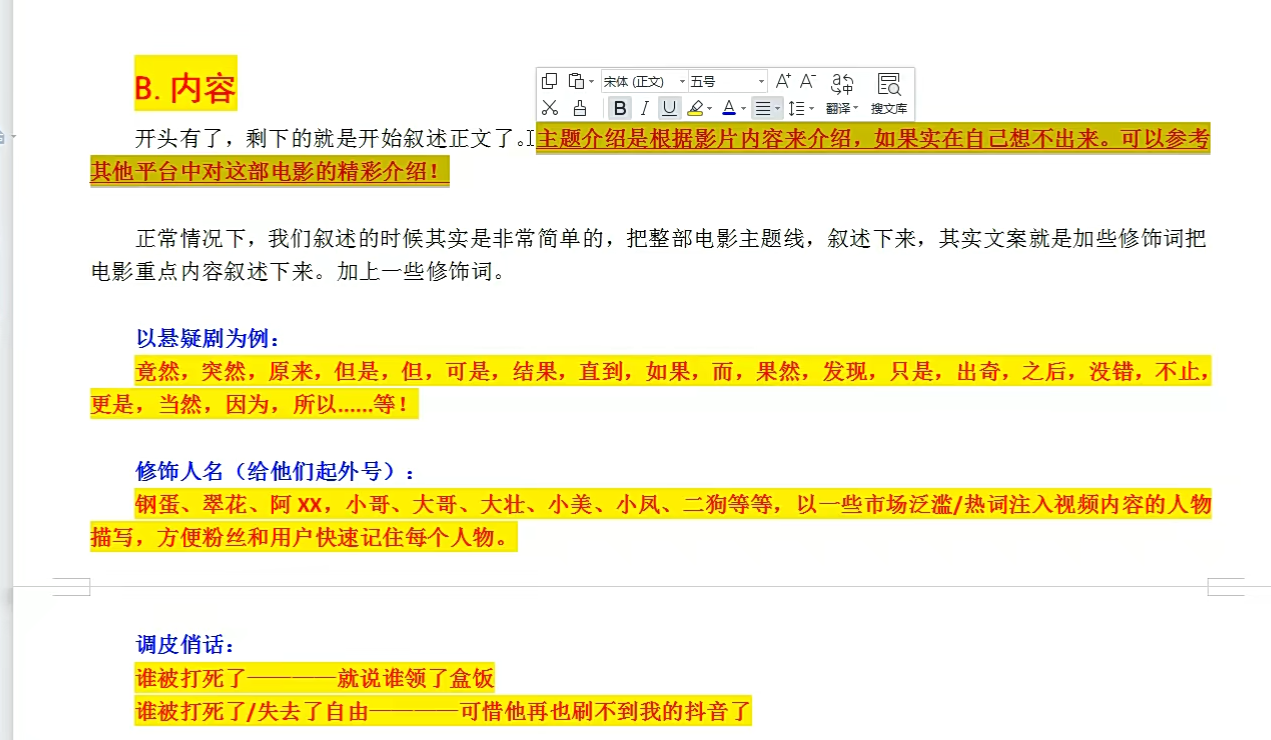 B. 内容
宋体 (正文) 五号 A⁺ A⁻
B I U A 翻译 搜文库
开头有了，剩下的就是开始叙述正文了。主题介绍是根据影片内容来介绍，如果实在自己想不出来。可以参考
其他平台中对这部电影的精彩介绍！
正常情况下，我们叙述的时候其实是非常简单的，把整部电影主题线，叙述下来，其实文案就是加些修饰词把
电影重点内容叙述下来。加上一些修饰词。
以悬疑剧为例：
竟然，突然，原来，但是，但，可是，结果，直到，如果，而，果然，发现，只是，出奇，之后，没错，不止，
更是，当然，因为，所以……等！
修饰人名（给他们起外号）：
钢蛋、翠花、阿 XX，小哥、大哥、大壮、小美、小凤、二狗等等，以一些市场泛滥/热词注入视频内容的人物
描写，方便粉丝和用户快速记住每个人物。
调皮俏话：
谁被打死了————就说谁领了盒饭
谁被打死了/失去了自由————可惜他再也刷不到我的抖音了